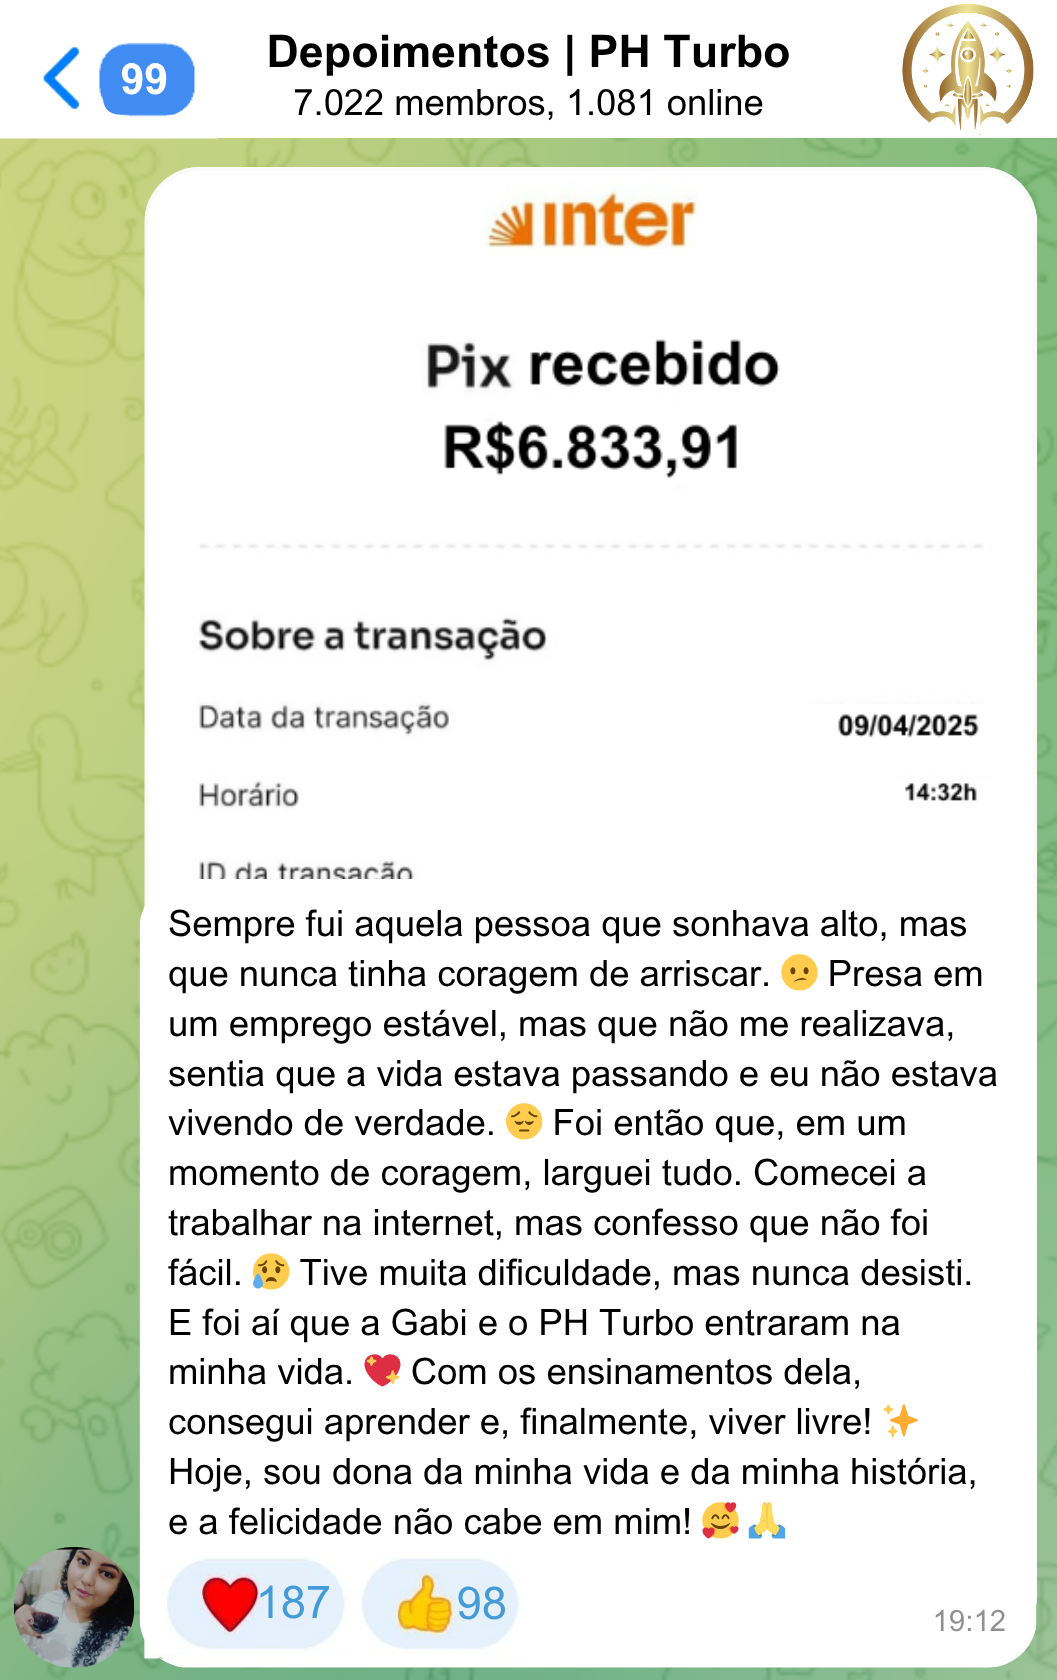 99
Depoimentos | PH Turbo
7.022 membros, 1.081 online
inter
Pix recebido
R$6.833,91
Sobre a transação
Data da transação 09/04/2025
Horário 14:32h
ID da transação
Sempre fui aquela pessoa que sonhava alto, mas
que nunca tinha coragem de arriscar. 😕 Presa em
um emprego estável, mas que não me realizava,
sentia que a vida estava passando e eu não estava
vivendo de verdade. 😔 Foi então que, em um
momento de coragem, larguei tudo. Comecei a
trabalhar na internet, mas confesso que não foi
fácil. 😥 Tive muita dificuldade, mas nunca desisti.
E foi aí que a Gabi e o PH Turbo entraram na
minha vida. 💖 Com os ensinamentos dela,
consegui aprender e, finalmente, viver livre! ✨
Hoje, sou dona da minha vida e da minha história,
e a felicidade não cabe em mim! 🥰🙏
❤️187 👍98
19:12